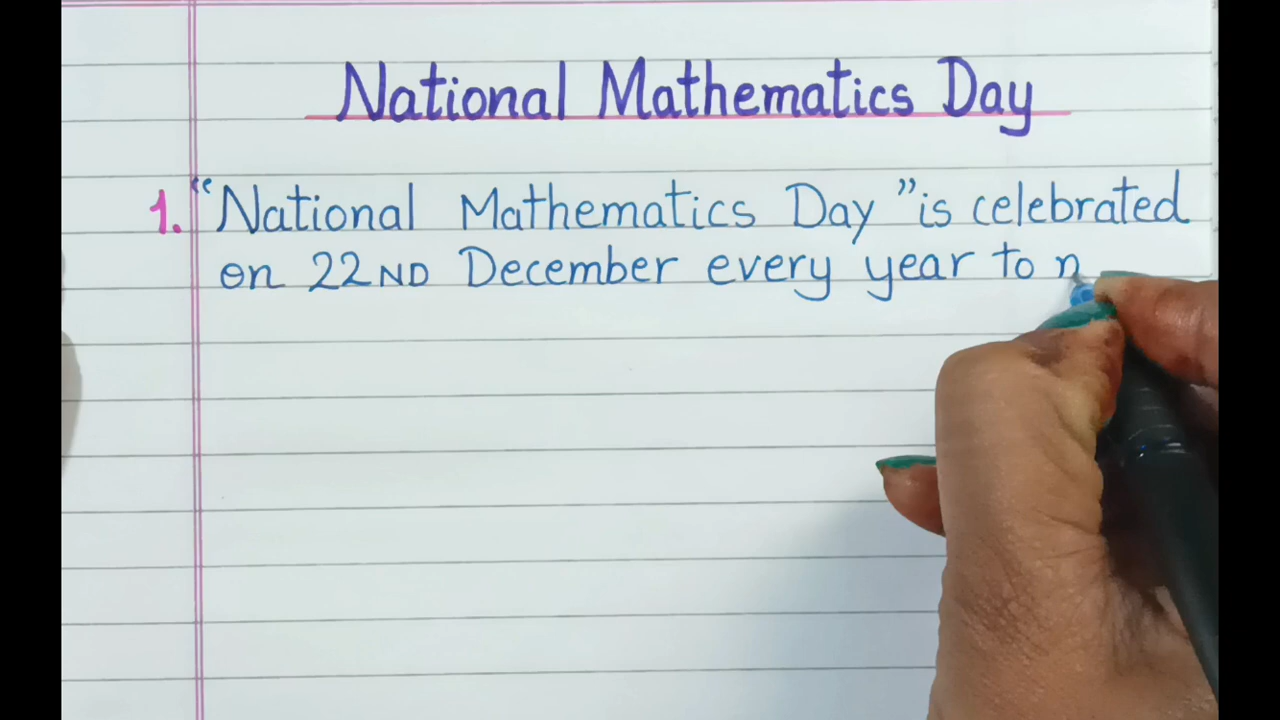 National Mathematics Day
1. "National Mathematics Day" is celebrated
on 22ND December every year to